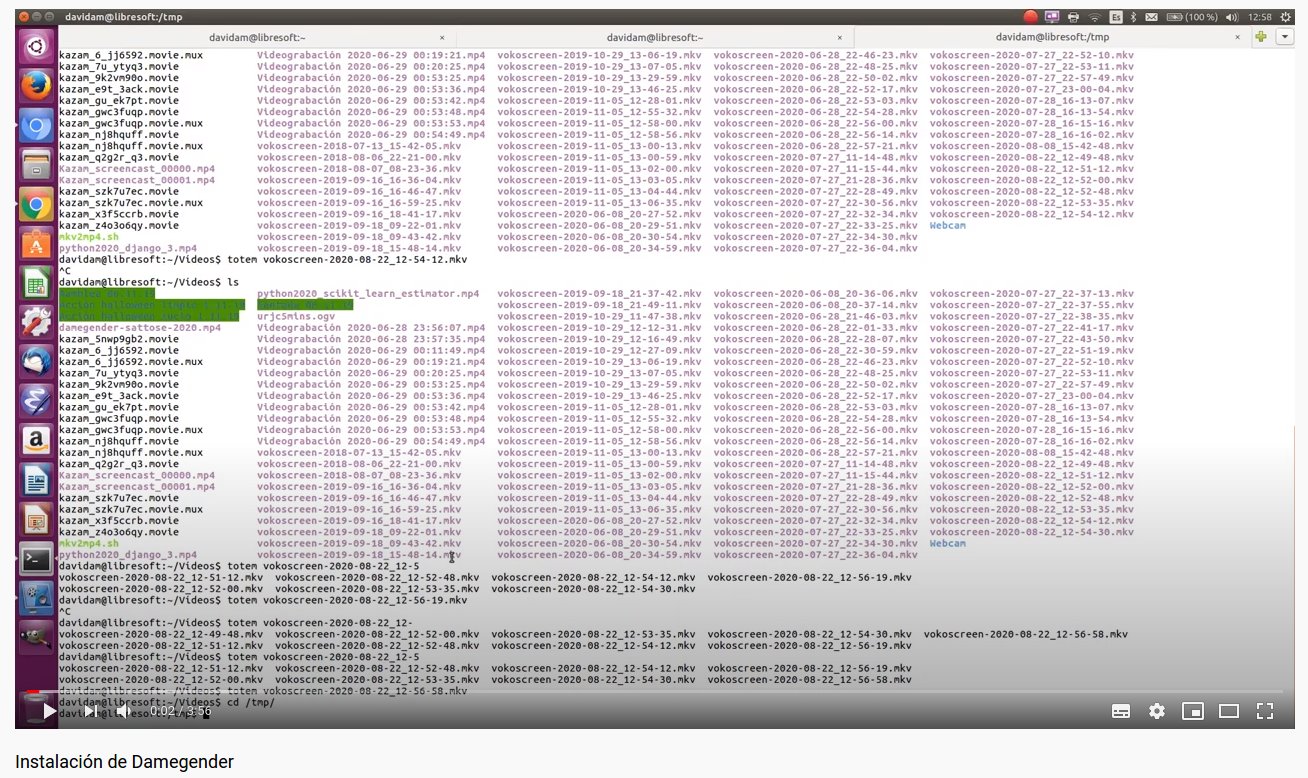 davidam@libresoft:/tmp Es (100 %) 12:58
davidam@libresoft:~ × davidam@libresoft:~ × davidam@libresoft:/tmp ×
kazam_6_jj6592.movie.mux Videograbación 2020-06-29 00:19:21.mp4 vokoscreen-2019-10-29_13-06-19.mkv vokoscreen-2020-06-28_22-46-23.mkv vokoscreen-2020-07-27_22-52-10.mkv
kazam_7u_ytyq3.movie Videograbación 2020-06-29 00:20:25.mp4 vokoscreen-2019-10-29_13-07-05.mkv vokoscreen-2020-06-28_22-48-25.mkv vokoscreen-2020-07-27_22-53-11.mkv
kazam_9k2vm90o.movie Videograbación 2020-06-29 00:53:25.mp4 vokoscreen-2019-10-29_13-29-59.mkv vokoscreen-2020-06-28_22-50-02.mkv vokoscreen-2020-07-27_22-57-49.mkv
kazam_e9t_3ack.movie Videograbación 2020-06-29 00:53:36.mp4 vokoscreen-2019-10-29_13-46-25.mkv vokoscreen-2020-06-28_22-52-17.mkv vokoscreen-2020-07-27_23-00-04.mkv
kazam_gu_ek7pt.movie Videograbación 2020-06-29 00:53:42.mp4 vokoscreen-2019-11-05_12-28-01.mkv vokoscreen-2020-06-28_22-53-03.mkv vokoscreen-2020-07-28_16-13-07.mkv
kazam_gwc3fuqp.movie Videograbación 2020-06-29 00:53:48.mp4 vokoscreen-2019-11-05_12-55-32.mkv vokoscreen-2020-06-28_22-54-28.mkv vokoscreen-2020-07-28_16-13-54.mkv
kazam_gwc3fuqp.movie.mux Videograbación 2020-06-29 00:53:53.mp4 vokoscreen-2019-11-05_12-58-00.mkv vokoscreen-2020-06-28_22-56-00.mkv vokoscreen-2020-07-28_16-15-16.mkv
kazam_nj8hquff.movie Videograbación 2020-06-29 00:54:49.mp4 vokoscreen-2019-11-05_12-58-56.mkv vokoscreen-2020-06-28_22-56-14.mkv vokoscreen-2020-07-28_16-16-02.mkv
kazam_nj8hquff.movie.mux vokoscreen-2018-07-13_15-42-05.mkv vokoscreen-2019-11-05_13-00-13.mkv vokoscreen-2020-06-28_22-57-21.mkv vokoscreen-2020-08-08_15-42-48.mkv
kazam_q2g2r_q3.movie vokoscreen-2018-08-06_22-21-00.mkv vokoscreen-2019-11-05_13-00-59.mkv vokoscreen-2020-07-27_11-14-48.mkv vokoscreen-2020-08-22_12-49-48.mkv
Kazam_screencast_00000.mp4 vokoscreen-2018-08-07_08-23-36.mkv vokoscreen-2019-11-05_13-02-00.mkv vokoscreen-2020-07-27_11-15-44.mkv vokoscreen-2020-08-22_12-51-12.mkv
Kazam_screencast_00001.mp4 vokoscreen-2019-09-16_16-36-04.mkv vokoscreen-2019-11-05_13-03-05.mkv vokoscreen-2020-07-27_21-28-36.mkv vokoscreen-2020-08-22_12-52-00.mkv
kazam_szk7u7ec.movie vokoscreen-2019-09-16_16-46-47.mkv vokoscreen-2019-11-05_13-04-44.mkv vokoscreen-2020-07-27_22-28-49.mkv vokoscreen-2020-08-22_12-52-48.mkv
kazam_szk7u7ec.movie.mux vokoscreen-2019-09-16_16-59-25.mkv vokoscreen-2019-11-05_13-06-35.mkv vokoscreen-2020-07-27_22-30-56.mkv vokoscreen-2020-08-22_12-53-35.mkv
kazam_x3f5ccrb.movie vokoscreen-2019-09-16_18-41-17.mkv vokoscreen-2020-06-08_20-27-52.mkv vokoscreen-2020-07-27_22-32-34.mkv vokoscreen-2020-08-22_12-54-12.mkv
kazam_z4o3o6qy.movie vokoscreen-2019-09-18_09-22-01.mkv vokoscreen-2020-06-08_20-29-51.mkv vokoscreen-2020-07-27_22-33-25.mkv Webcam
mkv2mp4.sh vokoscreen-2019-09-18_09-43-42.mkv vokoscreen-2020-06-08_20-30-54.mkv vokoscreen-2020-07-27_22-34-30.mkv
python2020_django_3.mp4 vokoscreen-2019-09-18_15-48-14.mkv vokoscreen-2020-06-08_20-34-59.mkv vokoscreen-2020-07-27_22-36-04.mkv
davidam@libresoft:~/Videos$ totem vokoscreen-2020-08-22_12-54-12.mkv
^C
davidam@libresoft:~/Videos$ ls
python2020_scikit_learn_estimator.mp4 vokoscreen-2019-09-18_21-37-42.mkv vokoscreen-2020-06-08_20-36-06.mkv vokoscreen-2020-07-27_22-37-13.mkv
vokoscreen-2019-09-18_21-49-11.mkv vokoscreen-2020-06-08_20-37-14.mkv vokoscreen-2020-07-27_22-37-55.mkv
urjc5mins.ogv vokoscreen-2019-10-29_11-47-38.mkv vokoscreen-2020-06-28_21-46-03.mkv vokoscreen-2020-07-27_22-38-35.mkv
damegender-sattose-2020.mp4 Videograbación 2020-06-28 23:56:07.mp4 vokoscreen-2019-10-29_12-12-31.mkv vokoscreen-2020-06-28_22-01-33.mkv vokoscreen-2020-07-27_22-41-17.mkv
kazam_5nwp9gb2.movie Videograbación 2020-06-28 23:57:35.mp4 vokoscreen-2019-10-29_12-16-49.mkv vokoscreen-2020-06-28_22-28-07.mkv vokoscreen-2020-07-27_22-43-50.mkv
kazam_6_jj6592.movie Videograbación 2020-06-29 00:11:49.mp4 vokoscreen-2019-10-29_12-27-09.mkv vokoscreen-2020-06-28_22-30-59.mkv vokoscreen-2020-07-27_22-51-19.mkv
kazam_6_jj6592.movie.mux Videograbación 2020-06-29 00:19:21.mp4 vokoscreen-2019-10-29_13-06-19.mkv vokoscreen-2020-06-28_22-46-23.mkv vokoscreen-2020-07-27_22-52-10.mkv
kazam_7u_ytyq3.movie Videograbación 2020-06-29 00:20:25.mp4 vokoscreen-2019-10-29_13-07-05.mkv vokoscreen-2020-06-28_22-48-25.mkv vokoscreen-2020-07-27_22-53-11.mkv
kazam_9k2vm90o.movie Videograbación 2020-06-29 00:53:25.mp4 vokoscreen-2019-10-29_13-29-59.mkv vokoscreen-2020-06-28_22-50-02.mkv vokoscreen-2020-07-27_22-57-49.mkv
kazam_e9t_3ack.movie Videograbación 2020-06-29 00:53:36.mp4 vokoscreen-2019-10-29_13-46-25.mkv vokoscreen-2020-06-28_22-52-17.mkv vokoscreen-2020-07-27_23-00-04.mkv
kazam_gu_ek7pt.movie Videograbación 2020-06-29 00:53:42.mp4 vokoscreen-2019-11-05_12-28-01.mkv vokoscreen-2020-06-28_22-53-03.mkv vokoscreen-2020-07-28_16-13-07.mkv
kazam_gwc3fuqp.movie Videograbación 2020-06-29 00:53:48.mp4 vokoscreen-2019-11-05_12-55-32.mkv vokoscreen-2020-06-28_22-54-28.mkv vokoscreen-2020-07-28_16-13-54.mkv
kazam_gwc3fuqp.movie.mux Videograbación 2020-06-29 00:53:53.mp4 vokoscreen-2019-11-05_12-58-00.mkv vokoscreen-2020-06-28_22-56-00.mkv vokoscreen-2020-07-28_16-15-16.mkv
kazam_nj8hquff.movie Videograbación 2020-06-29 00:54:49.mp4 vokoscreen-2019-11-05_12-58-56.mkv vokoscreen-2020-06-28_22-56-14.mkv vokoscreen-2020-07-28_16-16-02.mkv
kazam_nj8hquff.movie.mux vokoscreen-2018-07-13_15-42-05.mkv vokoscreen-2019-11-05_13-00-13.mkv vokoscreen-2020-06-28_22-57-21.mkv vokoscreen-2020-08-08_15-42-48.mkv
kazam_q2g2r_q3.movie vokoscreen-2018-08-06_22-21-00.mkv vokoscreen-2019-11-05_13-00-59.mkv vokoscreen-2020-07-27_11-14-48.mkv vokoscreen-2020-08-22_12-49-48.mkv
Kazam_screencast_00000.mp4 vokoscreen-2018-08-07_08-23-36.mkv vokoscreen-2019-11-05_13-02-00.mkv vokoscreen-2020-07-27_11-15-44.mkv vokoscreen-2020-08-22_12-51-12.mkv
Kazam_screencast_00001.mp4 vokoscreen-2019-09-16_16-36-04.mkv vokoscreen-2019-11-05_13-03-05.mkv vokoscreen-2020-07-27_21-28-36.mkv vokoscreen-2020-08-22_12-52-00.mkv
kazam_szk7u7ec.movie vokoscreen-2019-09-16_16-46-47.mkv vokoscreen-2019-11-05_13-04-44.mkv vokoscreen-2020-07-27_22-28-49.mkv vokoscreen-2020-08-22_12-52-48.mkv
kazam_szk7u7ec.movie.mux vokoscreen-2019-09-16_16-59-25.mkv vokoscreen-2019-11-05_13-06-35.mkv vokoscreen-2020-07-27_22-30-56.mkv vokoscreen-2020-08-22_12-53-35.mkv
kazam_x3f5ccrb.movie vokoscreen-2019-09-16_18-41-17.mkv vokoscreen-2020-06-08_20-27-52.mkv vokoscreen-2020-07-27_22-32-34.mkv vokoscreen-2020-08-22_12-54-12.mkv
kazam_z4o3o6qy.movie vokoscreen-2019-09-18_09-22-01.mkv vokoscreen-2020-06-08_20-29-51.mkv vokoscreen-2020-07-27_22-33-25.mkv vokoscreen-2020-08-22_12-54-30.mkv
mkv2mp4.sh vokoscreen-2019-09-18_09-43-42.mkv vokoscreen-2020-06-08_20-30-54.mkv vokoscreen-2020-07-27_22-34-30.mkv Webcam
python2020_django_3.mp4 vokoscreen-2019-09-18_15-48-14.mkv vokoscreen-2020-06-08_20-34-59.mkv vokoscreen-2020-07-27_22-36-04.mkv
davidam@libresoft:~/Videos$ totem vokoscreen-2020-08-22_12-5
vokoscreen-2020-08-22_12-51-12.mkv vokoscreen-2020-08-22_12-52-48.mkv vokoscreen-2020-08-22_12-54-12.mkv vokoscreen-2020-08-22_12-56-19.mkv
vokoscreen-2020-08-22_12-52-00.mkv vokoscreen-2020-08-22_12-53-35.mkv vokoscreen-2020-08-22_12-54-30.mkv
davidam@libresoft:~/Videos$ totem vokoscreen-2020-08-22_12-56-19.mkv
^C
davidam@libresoft:~/Videos$ totem vokoscreen-2020-08-22_12-
vokoscreen-2020-08-22_12-49-48.mkv vokoscreen-2020-08-22_12-52-00.mkv vokoscreen-2020-08-22_12-53-35.mkv vokoscreen-2020-08-22_12-54-30.mkv vokoscreen-2020-08-22_12-56-58.mkv
vokoscreen-2020-08-22_12-51-12.mkv vokoscreen-2020-08-22_12-52-48.mkv vokoscreen-2020-08-22_12-54-12.mkv vokoscreen-2020-08-22_12-56-19.mkv
davidam@libresoft:~/Videos$ totem vokoscreen-2020-08-22_12-5
vokoscreen-2020-08-22_12-51-12.mkv vokoscreen-2020-08-22_12-52-48.mkv vokoscreen-2020-08-22_12-54-12.mkv vokoscreen-2020-08-22_12-56-19.mkv
vokoscreen-2020-08-22_12-52-00.mkv vokoscreen-2020-08-22_12-53-35.mkv vokoscreen-2020-08-22_12-54-30.mkv vokoscreen-2020-08-22_12-56-58.mkv
davidam@libresoft:~/Videos$ totem vokoscreen-2020-08-22_12-56-58.mkv
davidam@libresoft:~/Videos$ cd /tmp/
davidam@libresoft:/tmp$
0:02 / 3:56
Instalación de Damegender